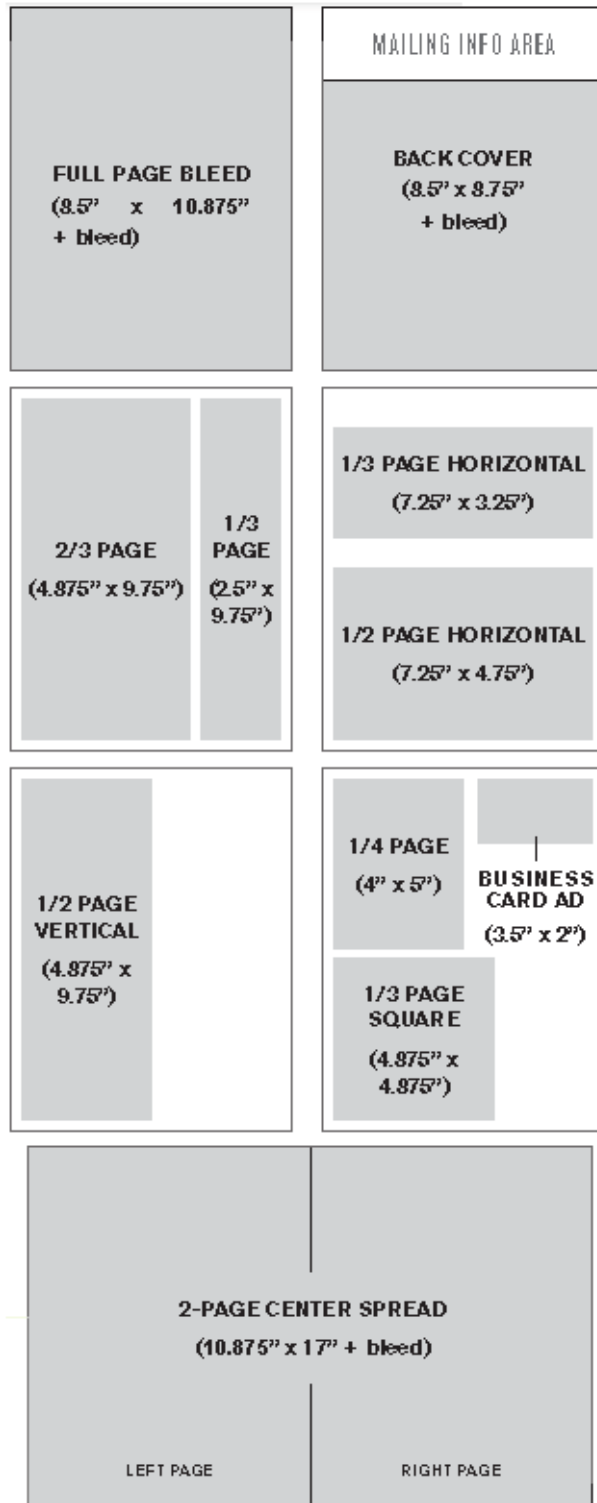 MAILING INFO AREA
FULL PAGE BLEED
(8.5” x 10.875”
+ bleed)
BACK COVER
(8.5” x 8.75”
+ bleed)
2/3 PAGE
(4.875” x 9.75”)
1/3
PAGE
(2.5” x
9.75”)
1/3 PAGE HORIZONTAL
(7.25” x 3.25”)
1/2 PAGE HORIZONTAL
(7.25” x 4.75”)
1/2 PAGE
VERTICAL
(4.875” x
9.75”)
1/4 PAGE
(4” x 5”)
BUSINESS
CARD AD
(3.5” x 2”)
1/3 PAGE
SQUARE
(4.875” x
4.875”)
2-PAGE CENTER SPREAD
(10.875” x 17” + bleed)
LEFT PAGE
RIGHT PAGE